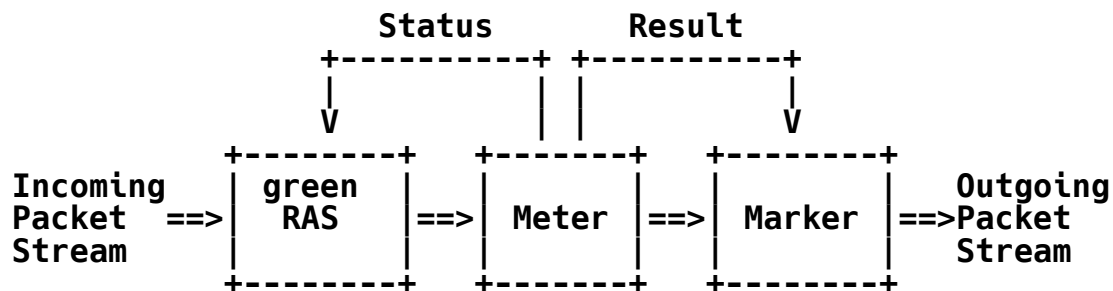 Status       Result
                    +----------+ +----------+
                    |          | |          |
                    V          | |          V
              +--------+   +-------+   +--------+
Incoming      | green  |   |       |   |        |   Outgoing
Packet    ==>|  RAS   |==>| Meter |==>| Marker |==>Packet
Stream        |        |   |       |   |        |   Stream
              +--------+   +-------+   +--------+